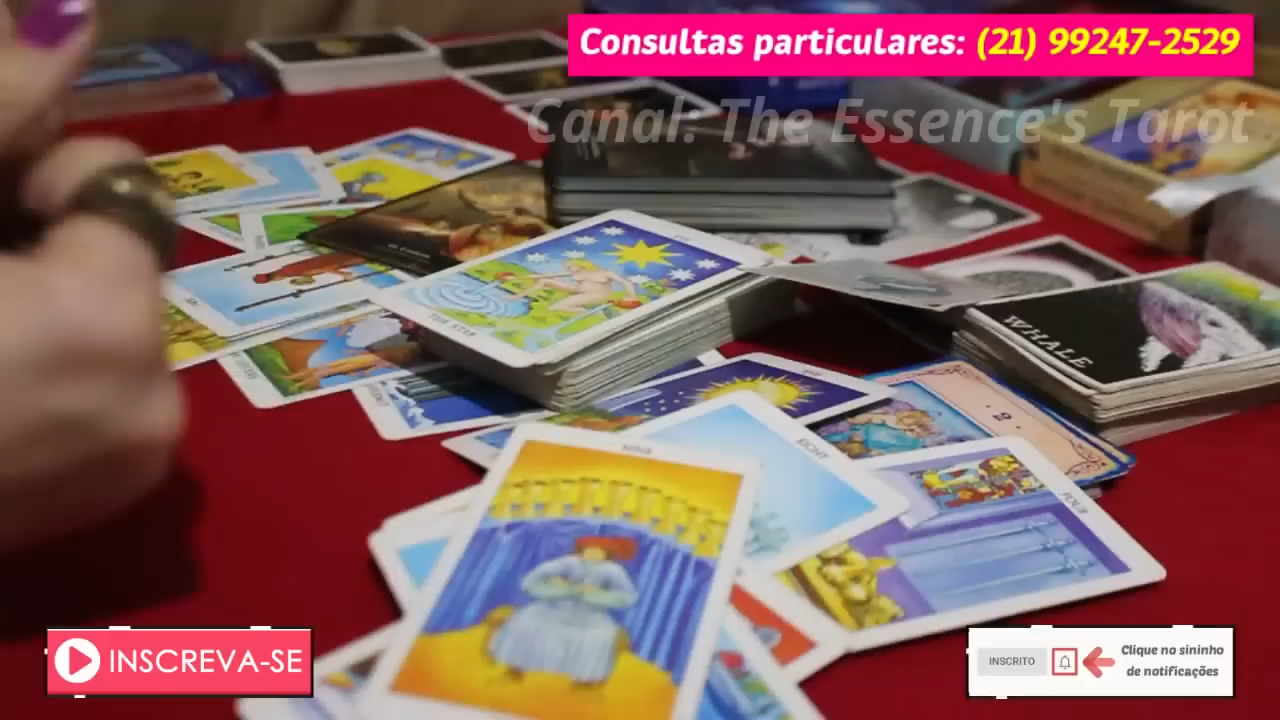 Consultas particulares: (21) 99247-2529
Canal: The Essence's Tarot
THE STAR
WHALE
EIGHT
FOUR
INSCREVA-SE
INSCRITO
Clique no sininho
de notificações